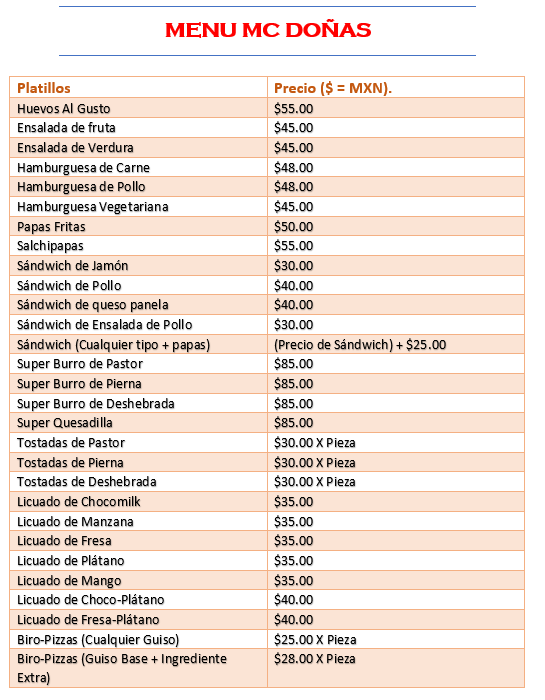 MENU MC DOÑAS
Platillos Precio ($ = MXN).
Huevos Al Gusto $55.00
Ensalada de fruta $45.00
Ensalada de Verdura $45.00
Hamburguesa de Carne $48.00
Hamburguesa de Pollo $48.00
Hamburguesa Vegetariana $45.00
Papas Fritas $50.00
Salchipapas $55.00
Sándwich de Jamón $30.00
Sándwich de Pollo $40.00
Sándwich de queso panela $40.00
Sándwich de Ensalada de Pollo $30.00
Sándwich (Cualquier tipo + papas) (Precio de Sándwich) + $25.00
Super Burro de Pastor $85.00
Super Burro de Pierna $85.00
Super Burro de Deshebrada $85.00
Super Quesadilla $85.00
Tostadas de Pastor $30.00 X Pieza
Tostadas de Pierna $30.00 X Pieza
Tostadas de Deshebrada $30.00 X Pieza
Licuado de Chocomilk $35.00
Licuado de Manzana $35.00
Licuado de Fresa $35.00
Licuado de Plátano $35.00
Licuado de Mango $35.00
Licuado de Choco-Plátano $40.00
Licuado de Fresa-Plátano $40.00
Biro-Pizzas (Cualquier Guiso) $25.00 X Pieza
Biro-Pizzas (Guiso Base + Ingrediente $28.00 X Pieza
Extra)